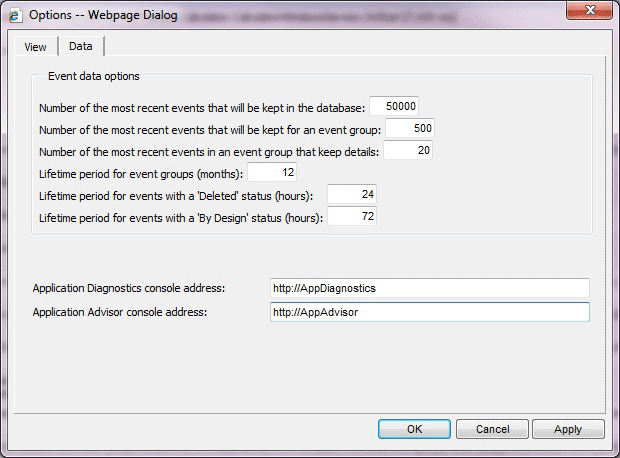 Options -- Webpage Dialog
View Data
Event data options
Number of the most recent events that will be kept in the database: 50000
Number of the most recent events that will be kept for an event group: 500
Number of the most recent events in an event group that keep details: 20
Lifetime period for event groups (months): 12
Lifetime period for events with a 'Deleted' status (hours): 24
Lifetime period for events with a 'By Design' status (hours): 72
Application Diagnostics console address: http://AppDiagnostics
Application Advisor console address: http://AppAdvisor
OK Cancel Apply